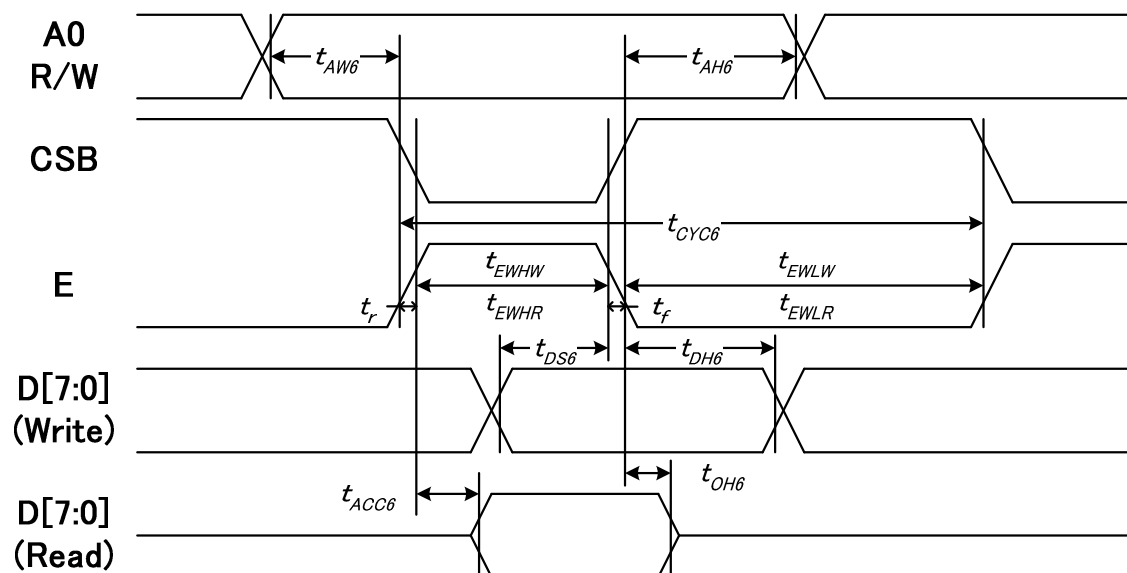 A0
R/W
tAW6
tAH6
CSB
tCYC6
E
tEWHW
tEWLW
tr
tEWHR
tf
tEWLR
tDS6
tDH6
D[7:0]
(Write)
tACC6
tOH6
D[7:0]
(Read)